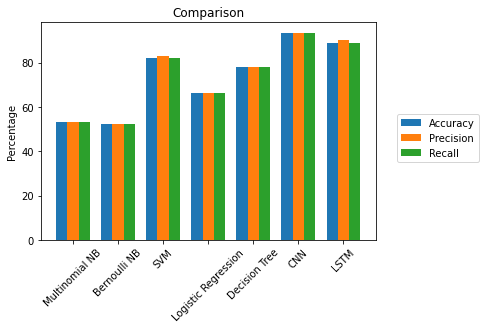 Comparison
Percentage
80
60
40
20
0
Accuracy
Precision
Recall
Multinomial NB
Bernoulli NB
SVM
Logistic Regression
Decision Tree
CNN
LSTM